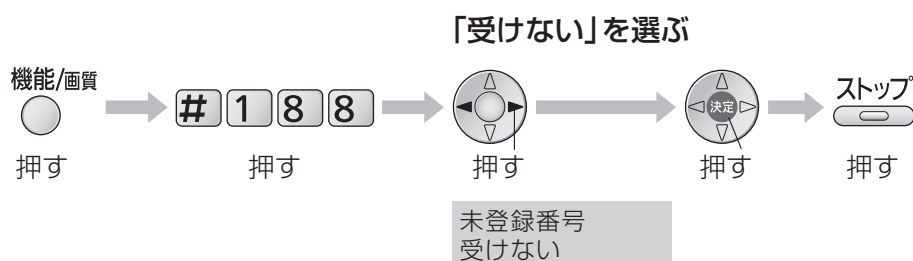 「受けない」を選ぶ
機能/画質
#188
決定
ストップ
押す
押す
押す
押す
押す
未登録番号
受けない